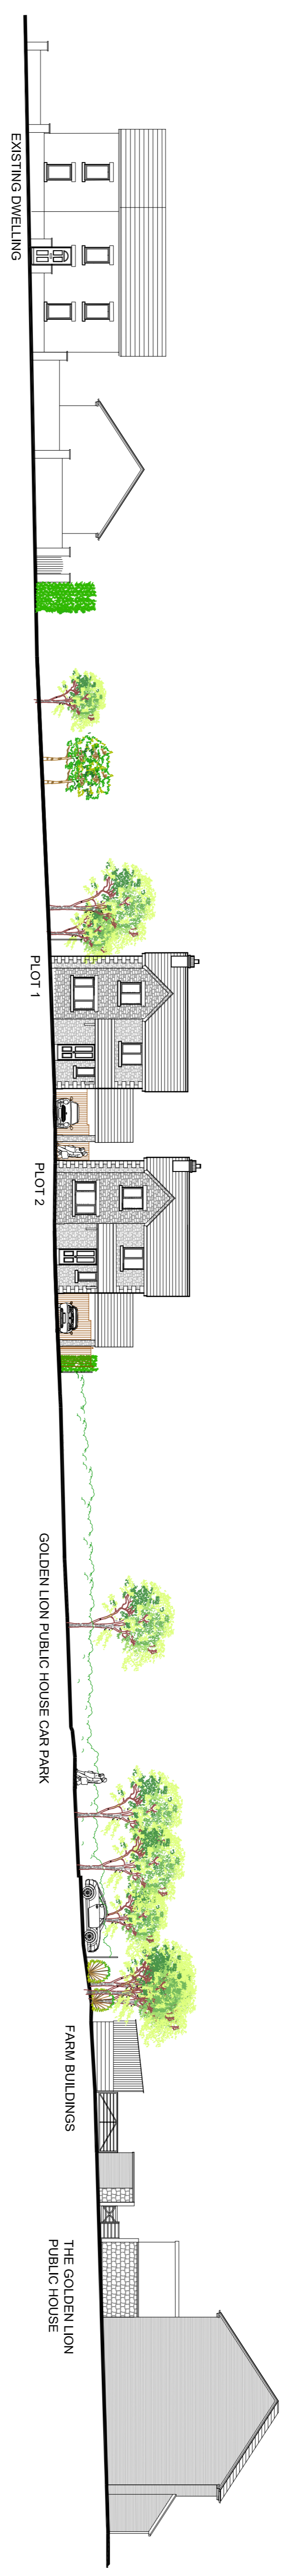 EXISTING DWELLING
PLOT 1
PLOT 2
GOLDEN LION PUBLIC HOUSE CAR PARK
FARM BUILDINGS
THE GOLDEN LION
PUBLIC HOUSE